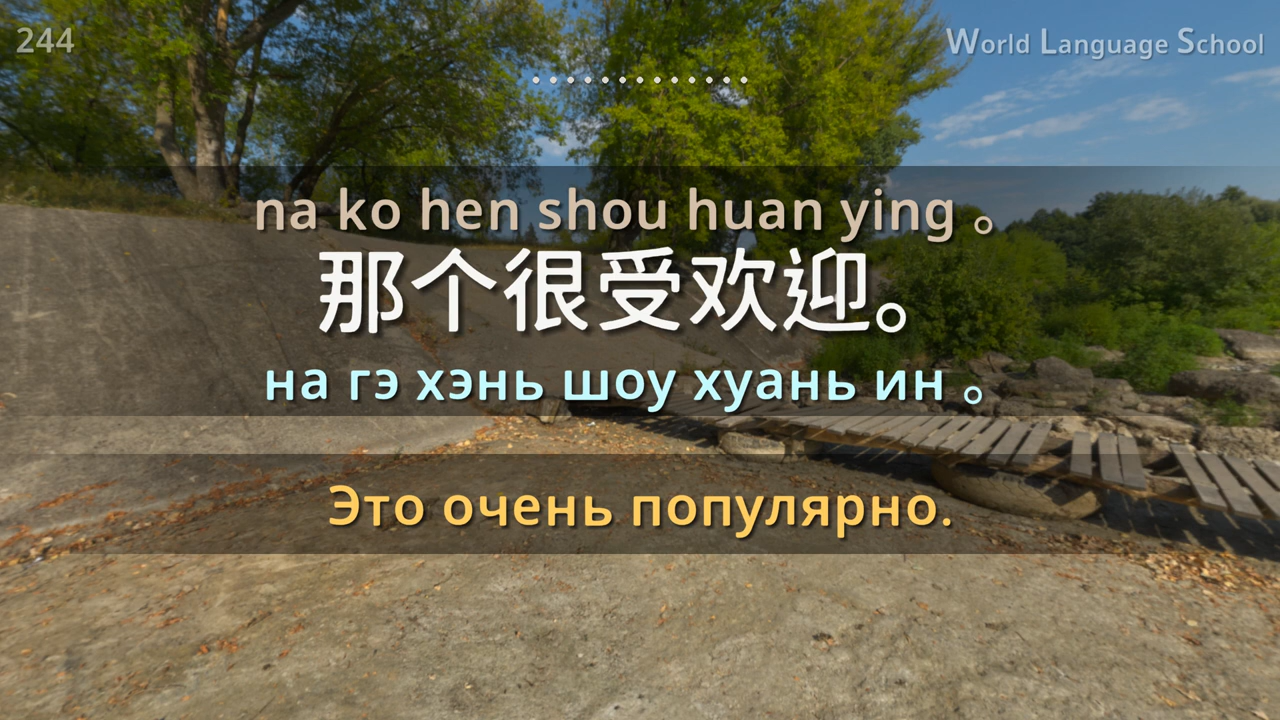 244
World Language School
na ko hen shou huan ying 。
那个很受欢迎。
на гэ хэнь шоу хуань ин 。
Это очень популярно.